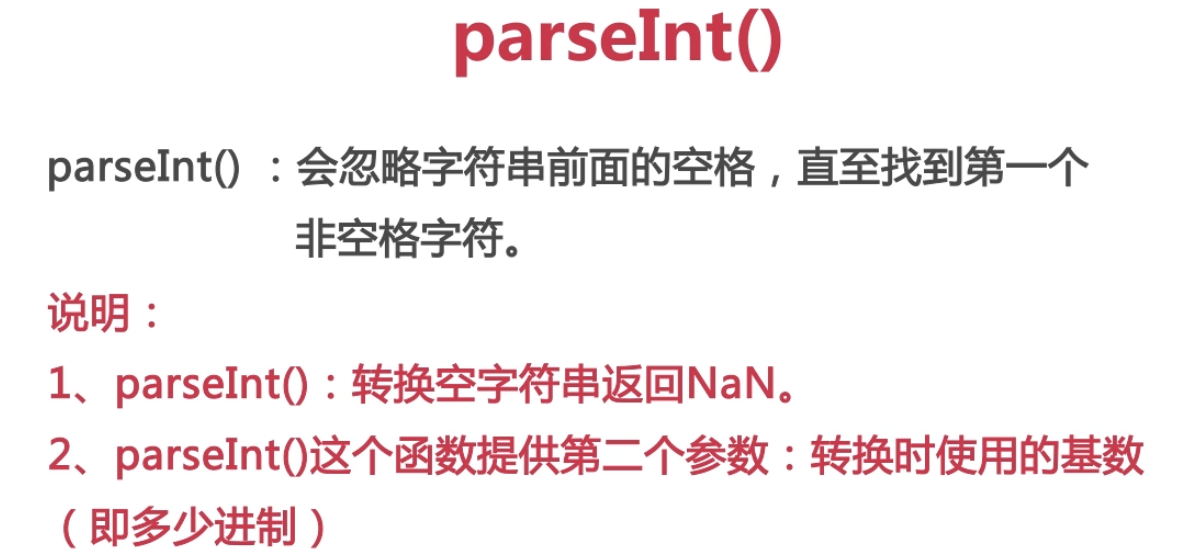 parseInt()
parseInt() ：会忽略字符串前面的空格，直至找到第一个
非空格字符。
说明：
1、parseInt()：转换空字符串返回NaN。
2、parseInt()这个函数提供第二个参数：转换时使用的基数
（即多少进制）